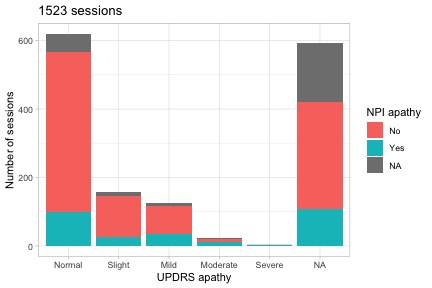 1523 sessions
Number of sessions
600
400
200
0
Normal
Slight
Mild
Moderate
Severe
NA
UPDRS apathy
NPI apathy
No
Yes
NA